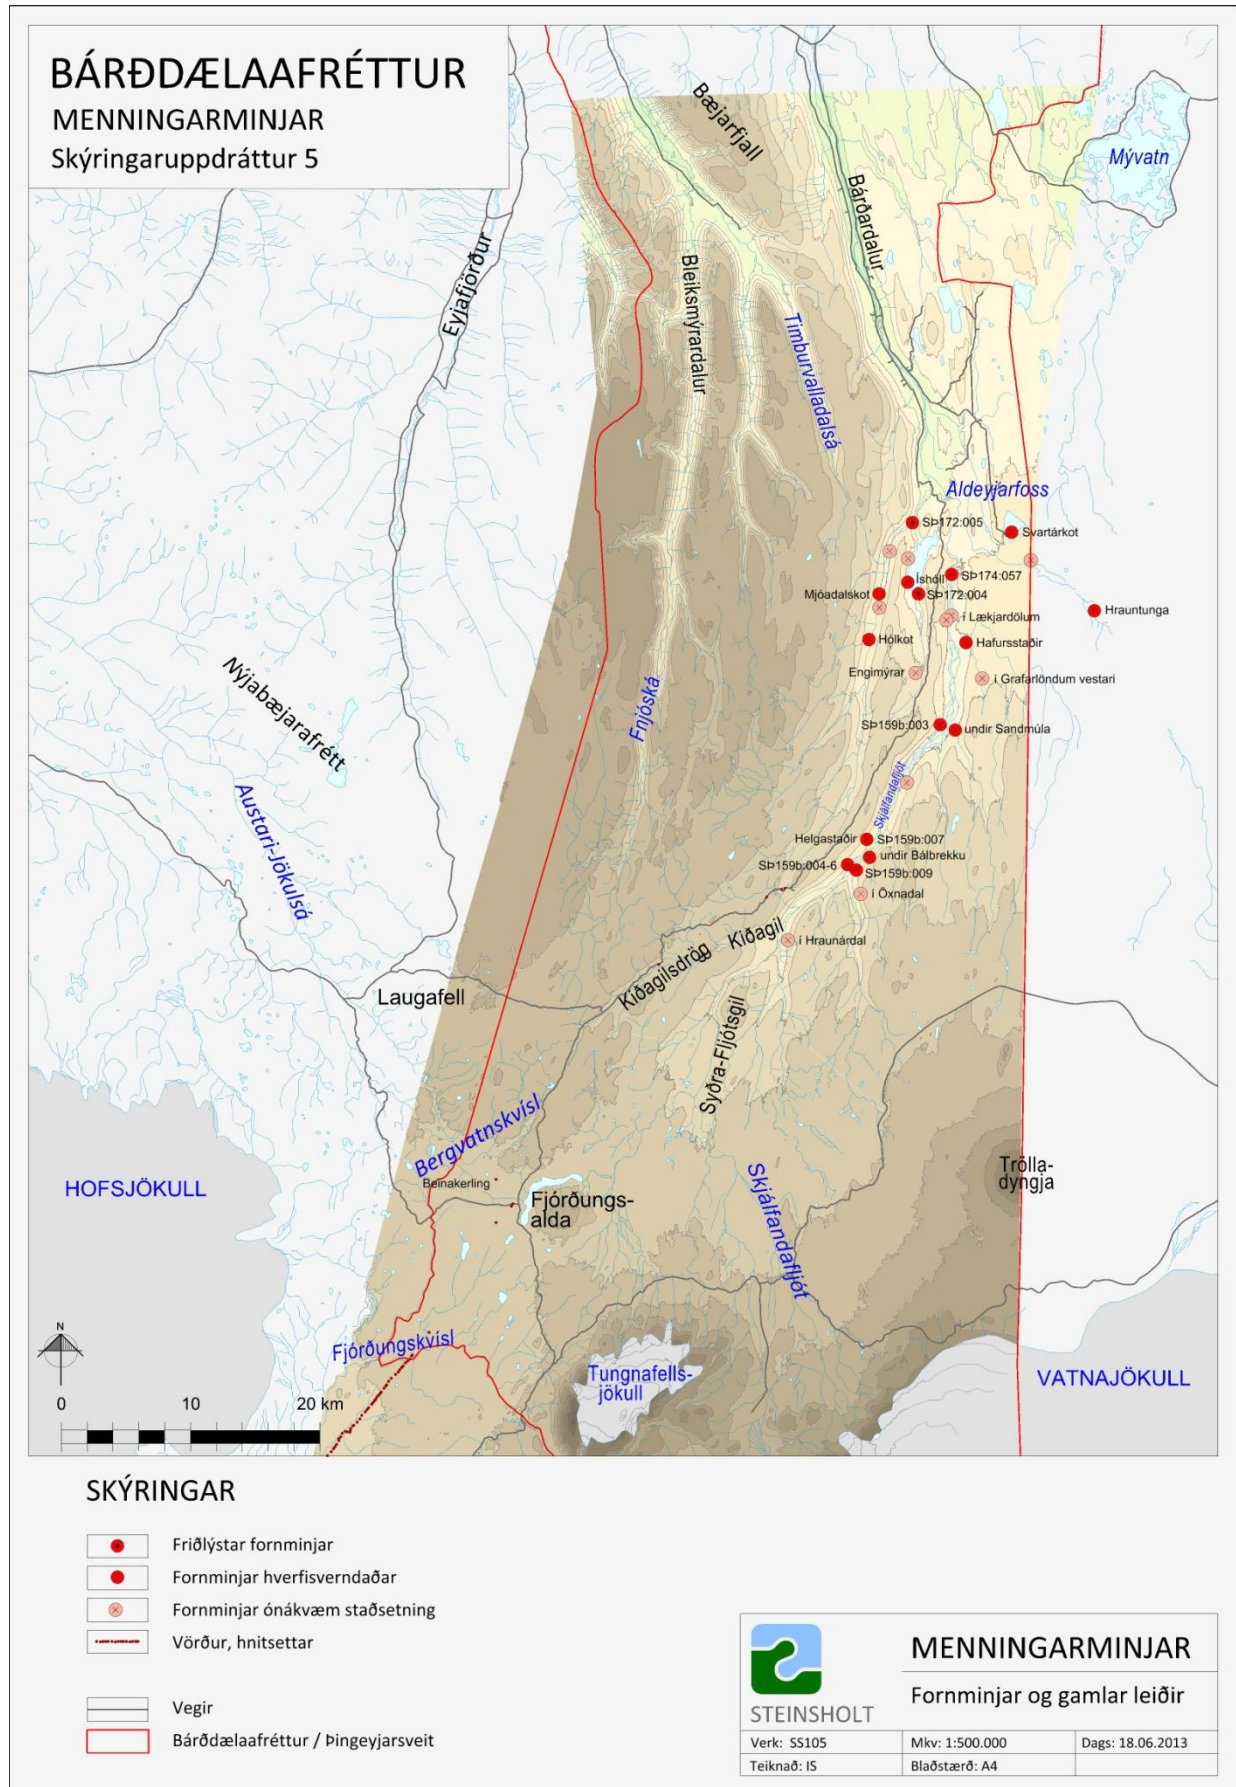 BÁRÐDÆLAAFRÉTTUR
MENNINGARMINJAR
Skýringaruppdráttur 5
Bæjarfjall
Mývatn
Bárðardalur
Eyjafjörður
Bleiksmýrardalur
Timburvalladalsá
Aldeyjarfoss
SÞ172:005
Svartárkot
Íshóll
SÞ174:057
Mjóadalskot
SÞ172:004
Hrauntunga
í Lækjardölum
Hólkot
Hafursstaðir
Engimýrar
í Grafarlöndum vestari
Nýjabæjarafrétt
Fnjóská
SÞ159b:003
undir Sandmúla
Skjálfandafljót
Austari-Jökulsá
Helgastaðir
SÞ159b:007
undir Bálbrekku
SÞ159b:004-6
SÞ159b:009
í Öxnadal
Kiðagil
í Hraunárdal
Kiðagilsdrög
Laugafell
Syðra-Fljótsgil
Bergvatnskvísl
HOFSJÖKULL
Beinakerling
Fjórðungs-
alda
Skjálfandafljót
Trölla-
dyngja
N
Fjórðungskvísl
Tungnafells-
jökull
VATNAJÖKULL
0 10 20 km
SKÝRINGAR
Friðlýstar fornminjar
Fornminjar hverfisverndaðar
Fornminjar ónákvæm staðsetning
Vörður, hnitsettar
Vegir
Bárðdælaafréttur / Þingeyjarsveit
STEINSHOLT
MENNINGARMINJAR
Fornminjar og gamlar leiðir
Verk: SS105
Mkv: 1:500.000
Dags: 18.06.2013
Teiknað: IS
Blaðstærð: A4